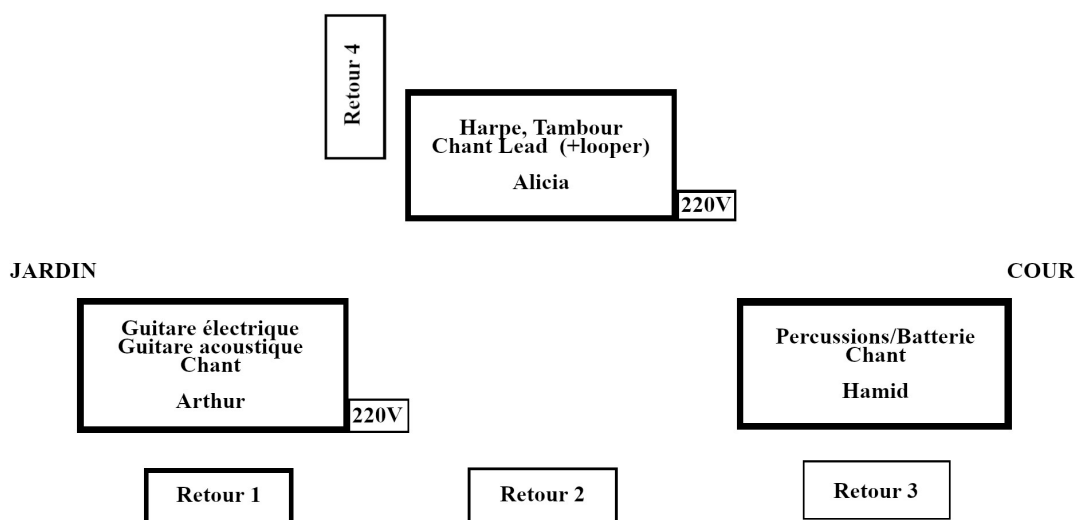 Retour 4
Harpe, Tambour
Chant Lead (+looper)
Alicia
220V
JARDIN
COUR
Guitare électrique
Guitare acoustique
Chant
Arthur
220V
Percussions/Batterie
Chant
Hamid
Retour 1
Retour 2
Retour 3